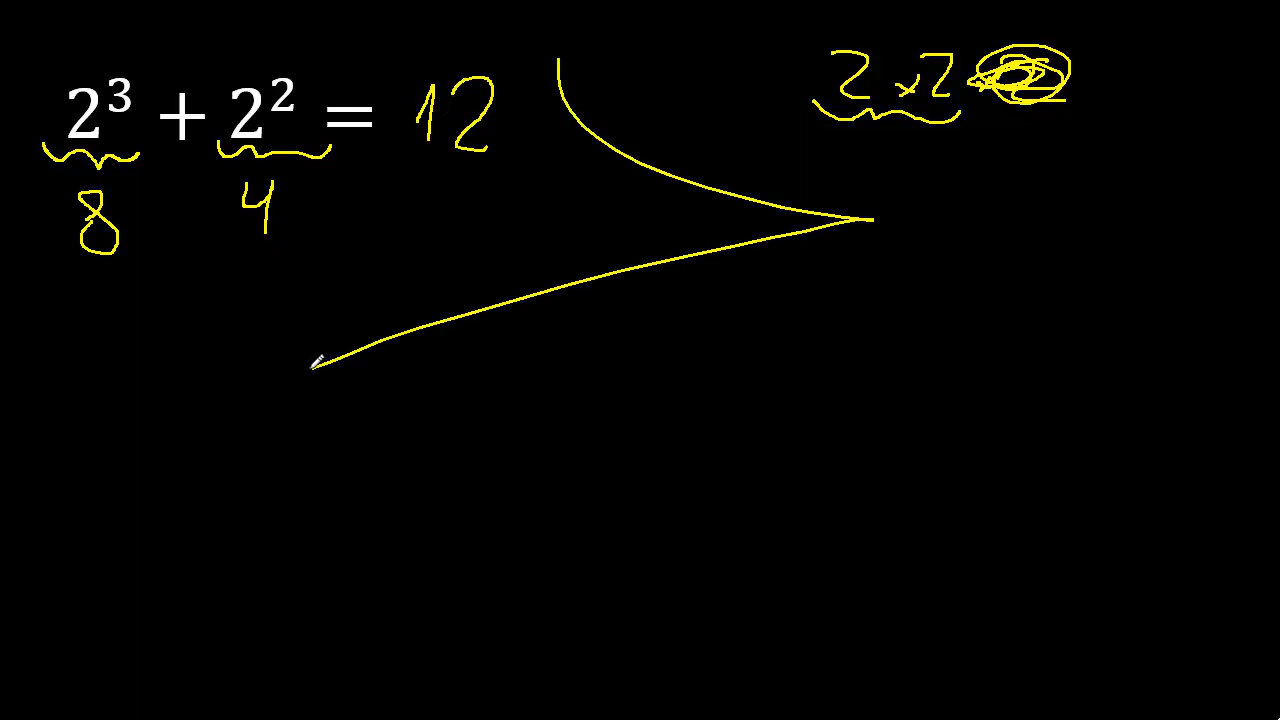 2³ + 2² = 12
2 x 2
8 4